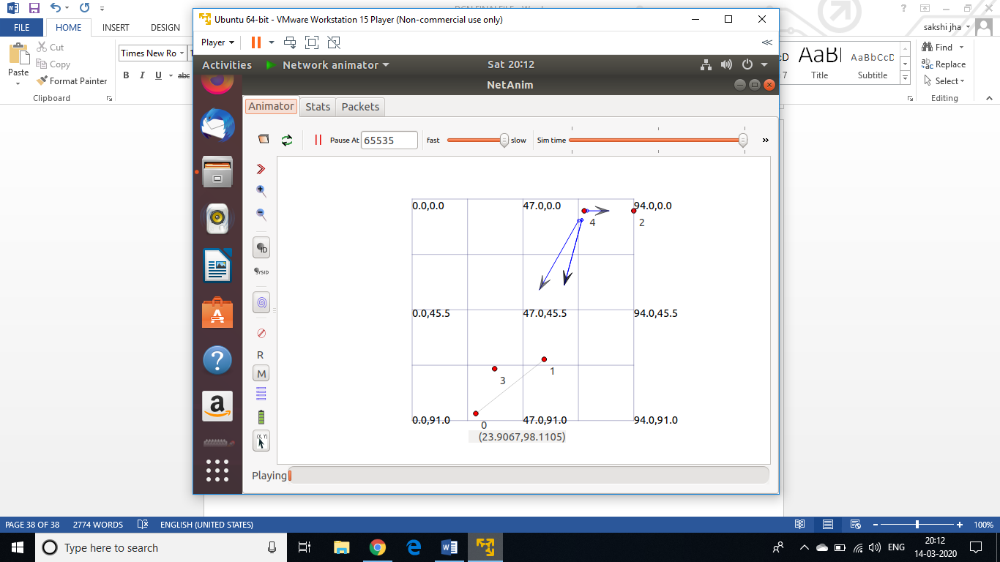 DCN FINAL FILE - Word
Ubuntu 64-bit - VMware Workstation 15 Player (Non-commercial use only)
FILE HOME INSERT DESIGN
sakshi jha
Player
Cut
Copy
Format Painter
Paste
Clipboard
Times New Ro
B I U abc
AaBl AaBbCcD
7 Title Subtitle
Find
Replace
Select
Editing
Activities Network animator Sat 20:12
NetAnim
Animator Stats Packets
Pause At 65535 fast slow Sim time
ID
SYSID
R
M
(X, Y)
0.0,0.0 47.0,0.0 94.0,0.0
4 2
0.0,45.5 47.0,45.5 94.0,45.5
3 1
0.0,91.0 47.0,91.0 94.0,91.0
0
(23.9067,98.1105)
Playing
PAGE 38 OF 38 2774 WORDS ENGLISH (UNITED STATES) 100%
Type here to search
ENG
20:12
14-03-2020